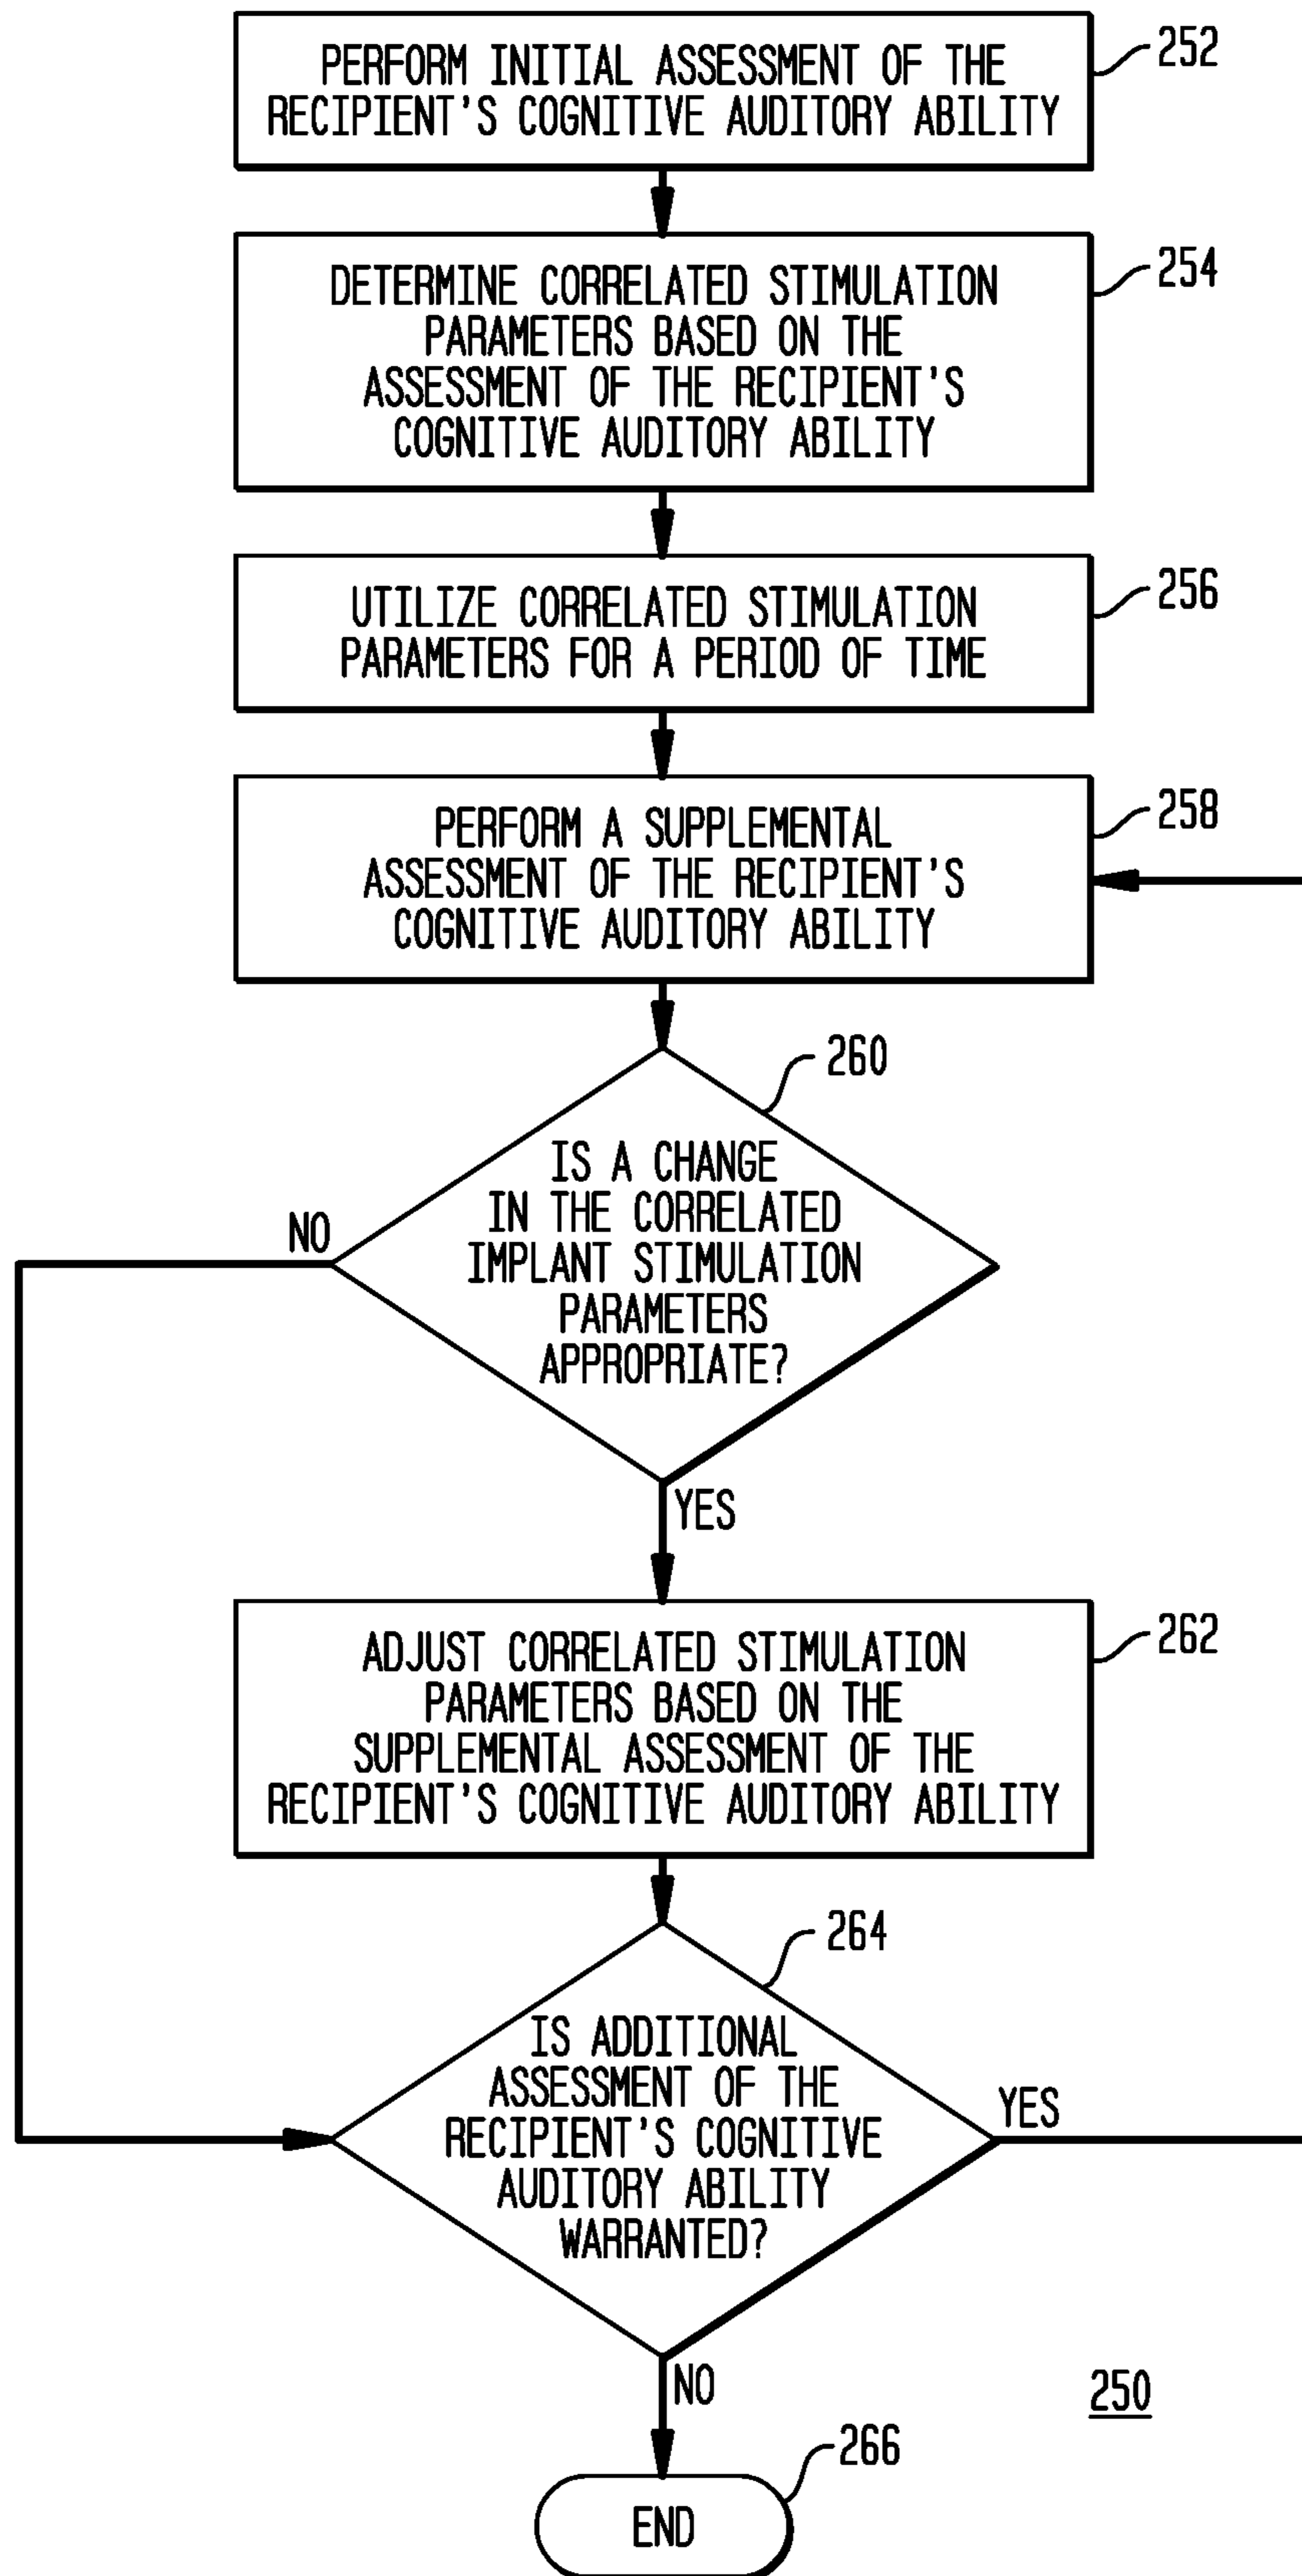 PERFORM INITIAL ASSESSMENT OF THE
RECIPIENT'S COGNITIVE AUDITORY ABILITY
252
DETERMINE CORRELATED STIMULATION
PARAMETERS BASED ON THE
ASSESSMENT OF THE RECIPIENT'S
COGNITIVE AUDITORY ABILITY
254
UTILIZE CORRELATED STIMULATION
PARAMETERS FOR A PERIOD OF TIME
256
PERFORM A SUPPLEMENTAL
ASSESSMENT OF THE RECIPIENT'S
COGNITIVE AUDITORY ABILITY
258
260
IS A CHANGE
IN THE CORRELATED
IMPLANT STIMULATION
PARAMETERS
APPROPRIATE?
NO
YES
ADJUST CORRELATED STIMULATION
PARAMETERS BASED ON THE
SUPPLEMENTAL ASSESSMENT OF THE
RECIPIENT'S COGNITIVE AUDITORY ABILITY
262
264
IS ADDITIONAL
ASSESSMENT OF THE
RECIPIENT'S COGNITIVE
AUDITORY ABILITY
WARRANTED?
YES
NO
250
266
END